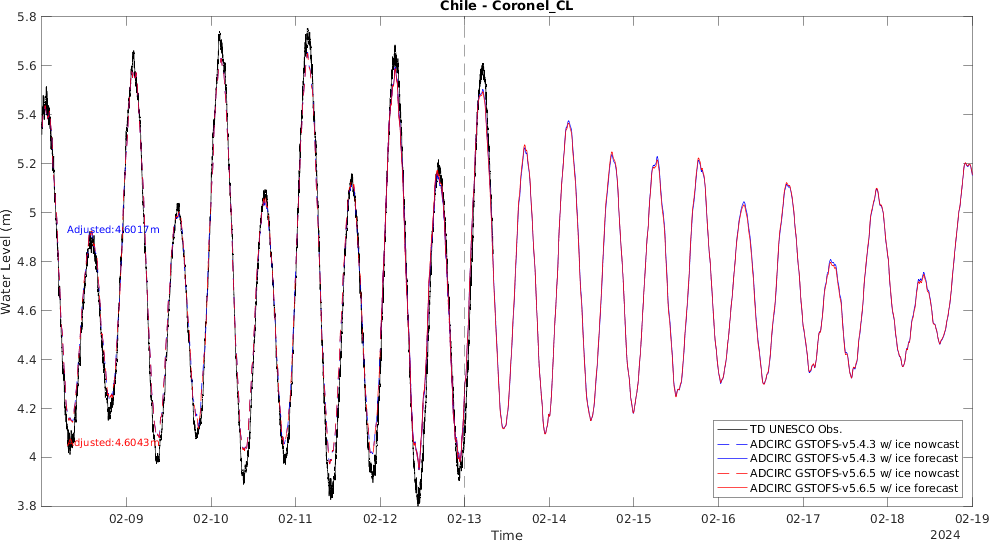 Chile - Coronel_CL
5.8
5.6
5.4
5.2
5
4.8
4.6
4.4
4.2
4
3.8
Water Level (m)
Adjusted:4.6017m
Adjusted:4.6043m
TD UNESCO Obs.
ADCIRC GSTOFS-v5.4.3 w/ ice nowcast
ADCIRC GSTOFS-v5.4.3 w/ ice forecast
ADCIRC GSTOFS-v5.6.5 w/ ice nowcast
ADCIRC GSTOFS-v5.6.5 w/ ice forecast
02-09 02-10 02-11 02-12 02-13 02-14 02-15 02-16 02-17 02-18 02-19
Time
2024